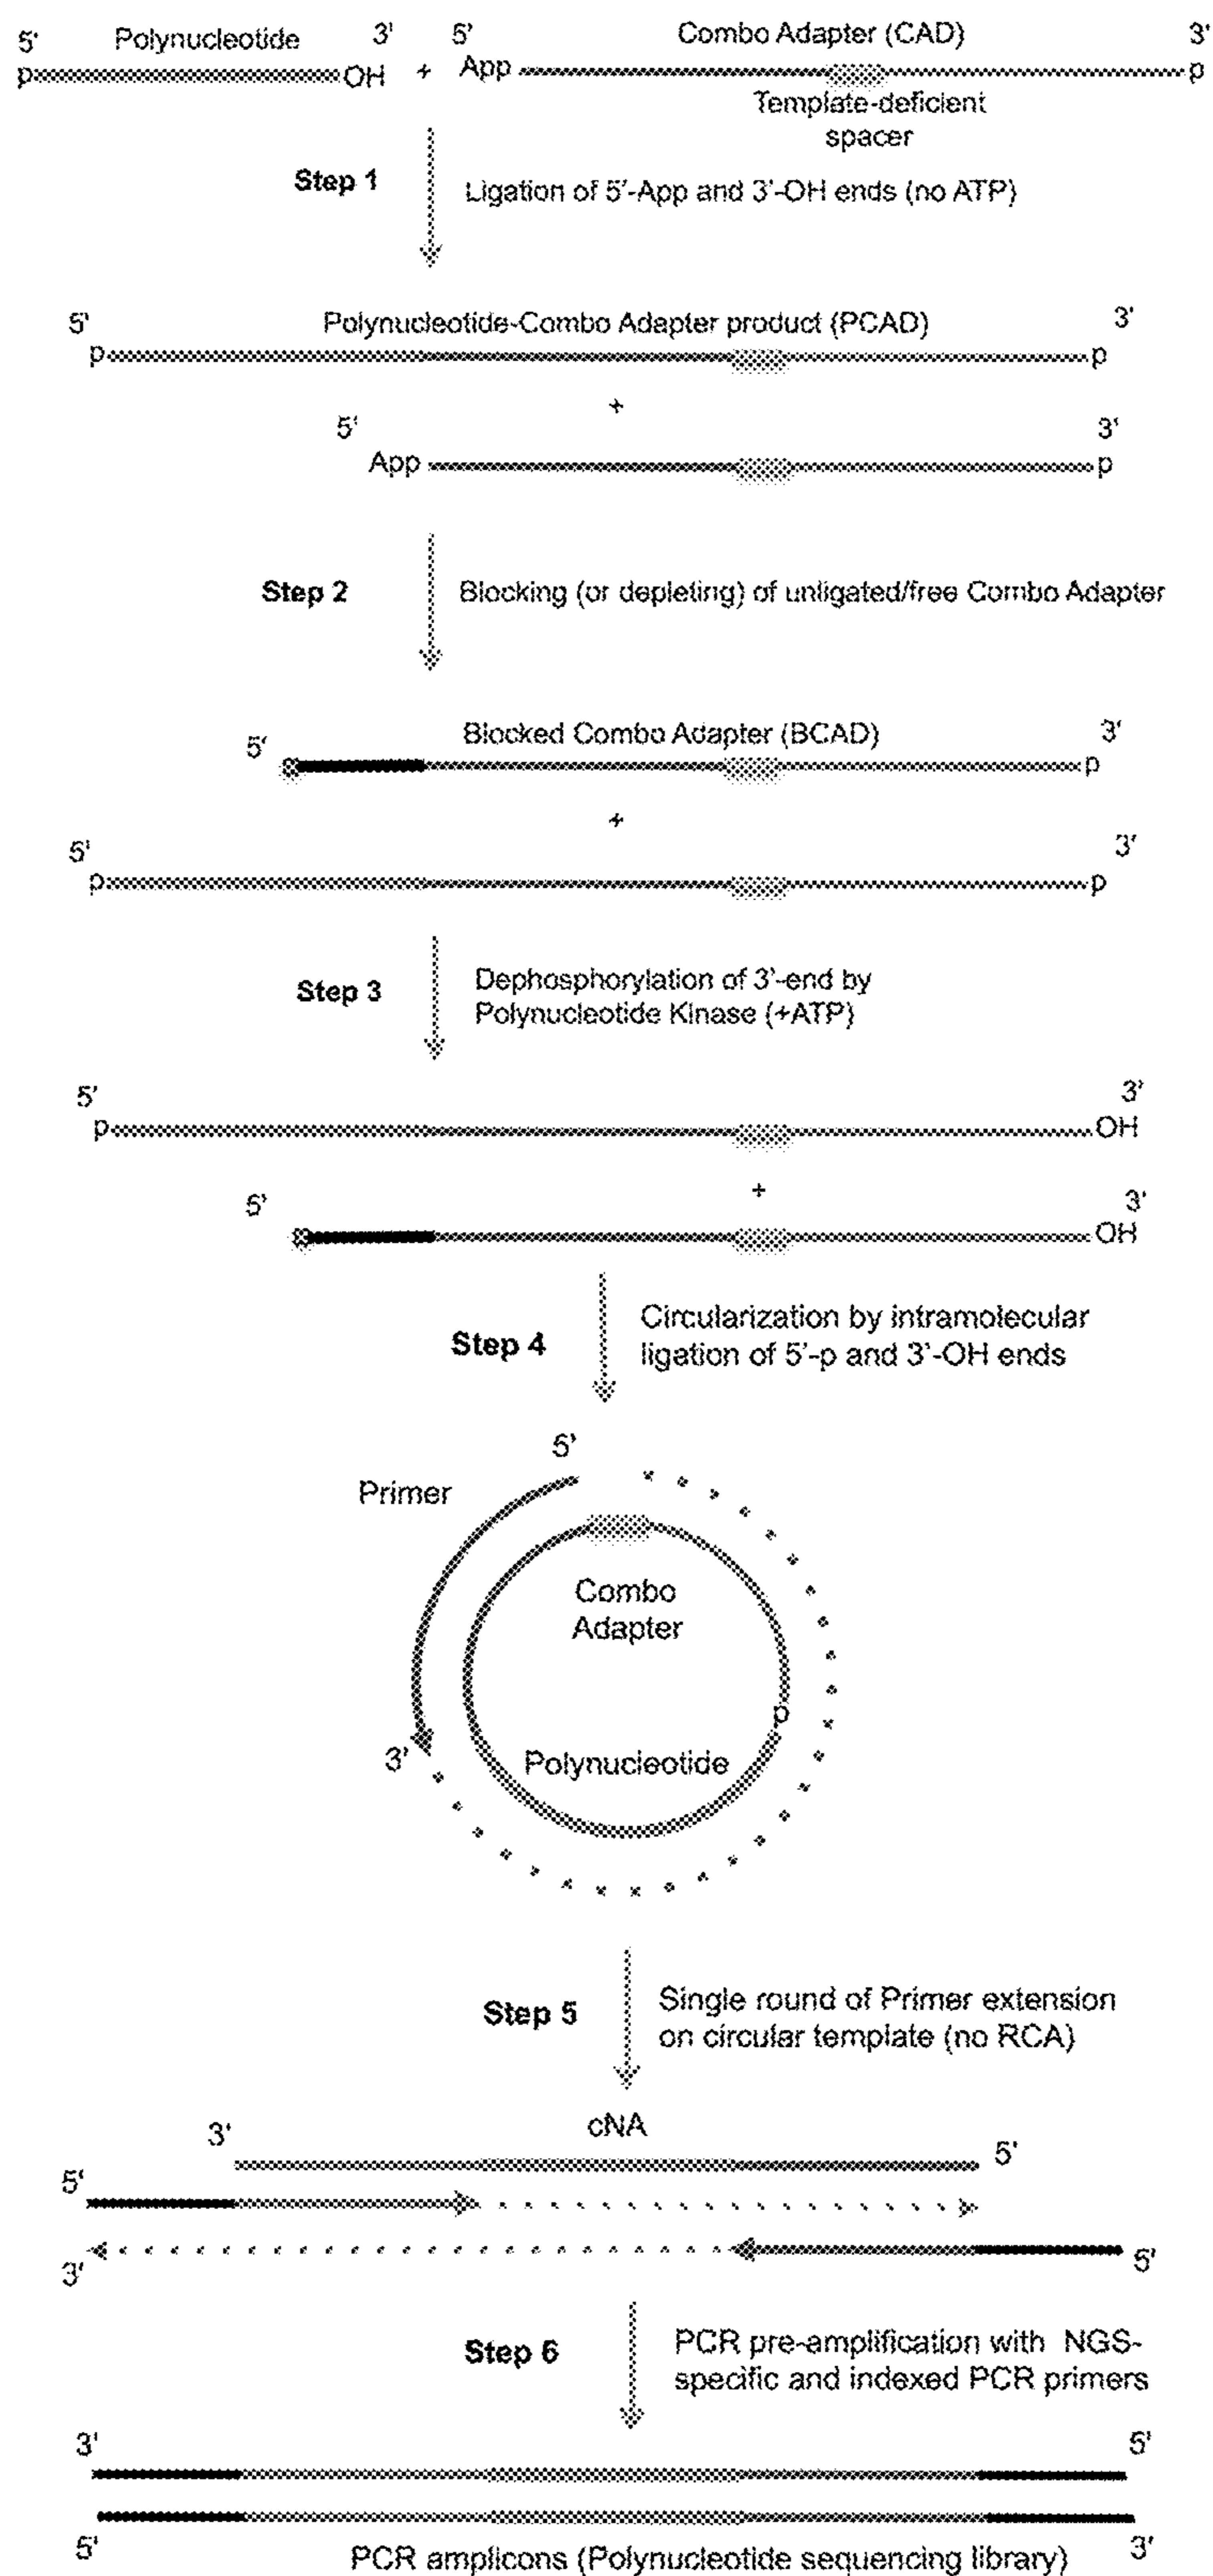 5' Polynucleotide 3' 5' Combo Adapter (CAD) 3'
p OH + App p
Template-deficient
spacer
Step 1 Ligation of 5'-App and 3'-OH ends (no ATP)
5' Polynucleotide-Combo Adapter product (PCAD) 3'
p p
+
5' 3'
App p
Step 2 Blocking (or depleting) of unligated/free Combo Adapter
5' Blocked Combo Adapter (BCAD) 3'
p
+
5' 3'
p p
Step 3 Dephosphorylation of 3'-end by
Polynucleotide Kinase (+ATP)
5' 3'
p OH
+
5' 3'
OH
Step 4 Circularization by intramolecular
ligation of 5'-p and 3'-OH ends
5'
Primer
Combo
Adapter
p
3' Polynucleotide
Step 5 Single round of Primer extension
on circular template (no RCA)
3' cNA 5'
5'
3' 5'
Step 6 PCR pre-amplification with NGS-
specific and indexed PCR primers
3' 5'
5' 3'
PCR amplicons (Polynucleotide sequencing library)